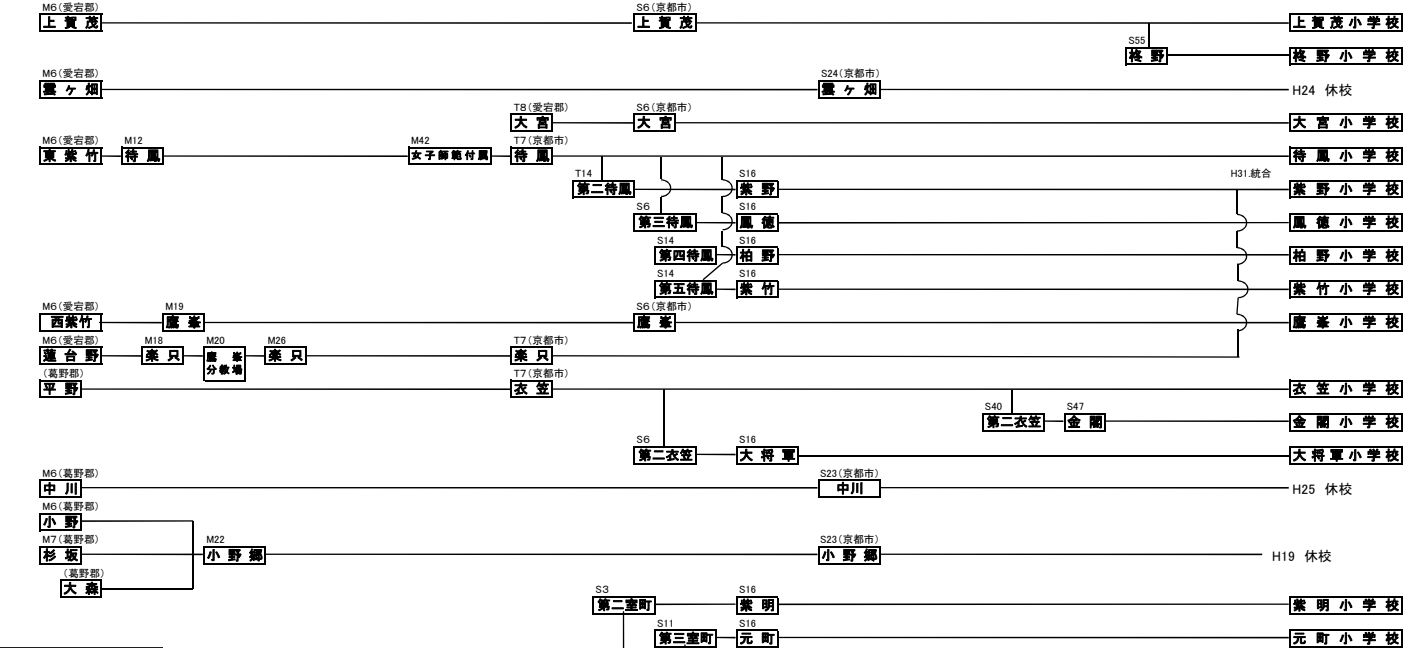 M6(愛宕郡) S6(京都市)
上賀茂 上賀茂 上賀茂小学校
S55
柊野 柊野小学校
M6(愛宕郡) S24(京都市)
雲ヶ畑 雲ヶ畑 H24 休校
T8(愛宕郡) S6(京都市)
大宮 大宮 大宮小学校
M6(愛宕郡) M12 M42 T7(京都市)
東紫竹 待鳳 女子師範付属 待鳳 待鳳小学校
T14 S16 H31.統合
第二待鳳 紫野 紫野小学校
S6 S16
第三待鳳 鳳徳 鳳徳小学校
S14 S16
第四待鳳 柏野 柏野小学校
S14 S16
第五待鳳 紫竹 紫竹小学校
M6(愛宕郡) M19 S6(京都市)
西紫竹 鷹峯 鷹峯 鷹峯小学校
M6(愛宕郡) M18 M20 M26 T7(京都市)
蓮台野 楽只 鷹峯 楽只 楽只
分教場
(葛野郡) T7(京都市)
平野 衣笠 衣笠小学校
S40 S47
第二衣笠 金閣 金閣小学校
S6 S16
第二衣笠 大将軍 大将軍小学校
M6(葛野郡) S23(京都市)
中川 中川 H25 休校
M6(葛野郡)
小野
M7(葛野郡) M22 S23(京都市)
杉坂 小野郷 小野郷 H19 休校
(葛野郡)
大森
S3 S16
第二室町 紫明 紫明小学校
S11 S16
第三室町 元町 元町小学校